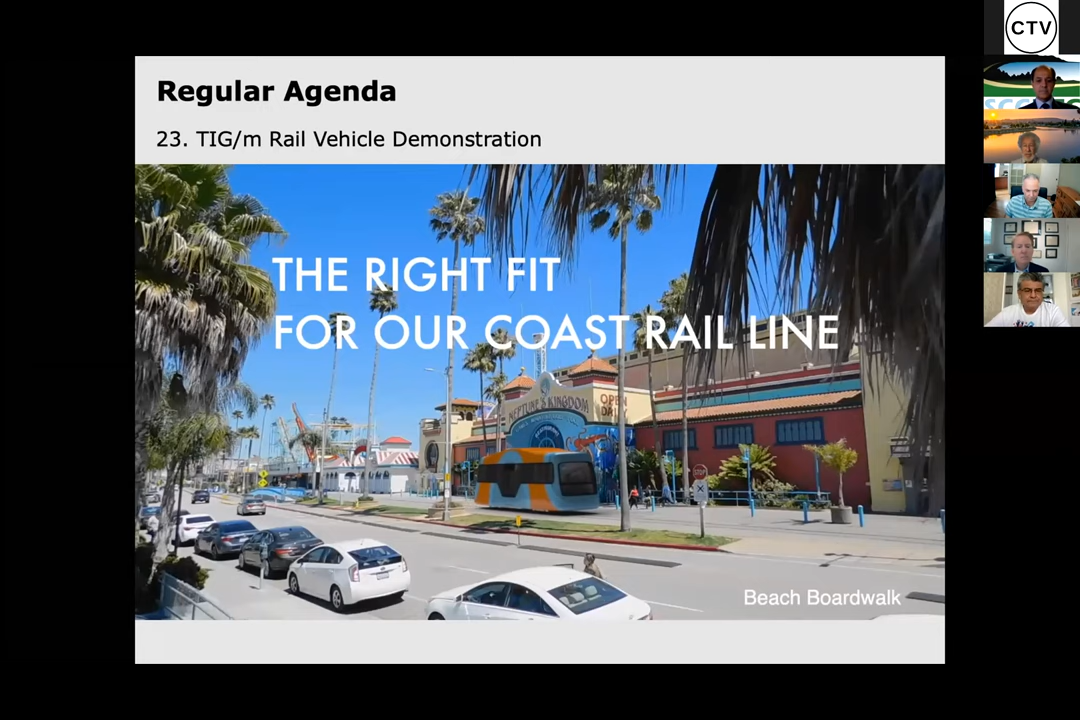 Regular Agenda
23. TIG/m Rail Vehicle Demonstration
THE RIGHT FIT
FOR OUR COAST RAIL LINE
NEPTUNE'S KINGDOM
OPEN
DAILY
Beach Boardwalk
CTV